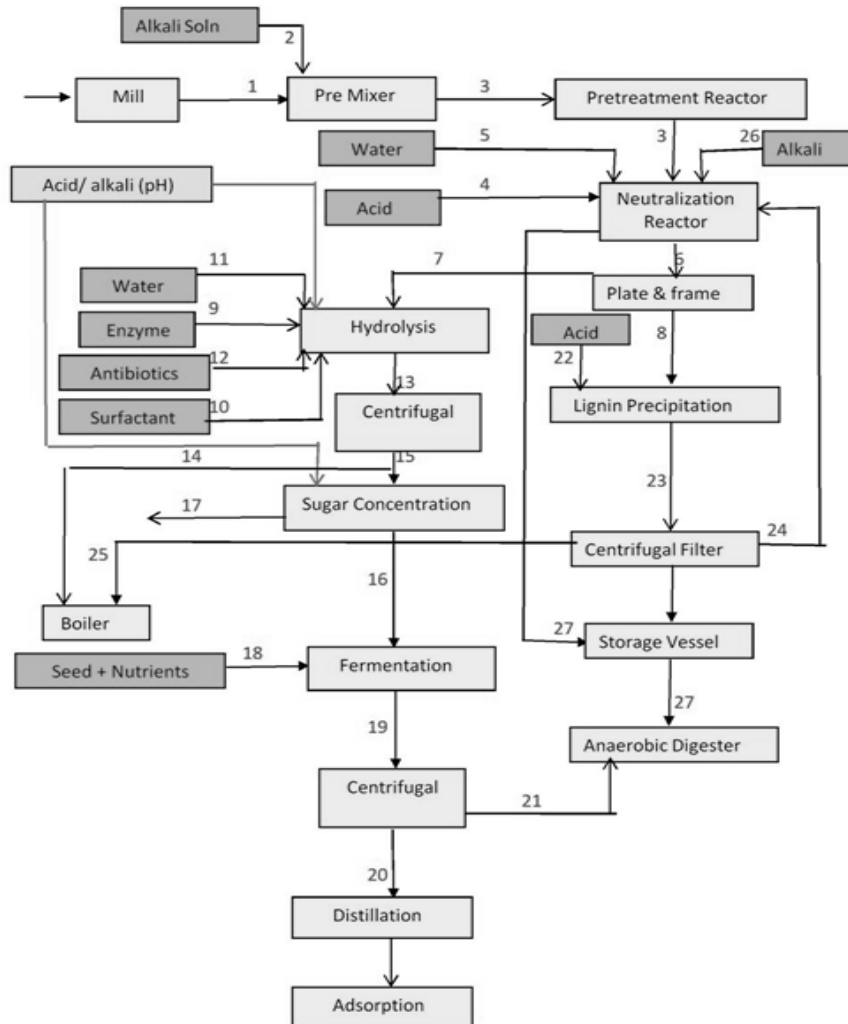 Alkali Soln
2
Mill
1
Pre Mixer
3
Pretreatment Reactor
Water
5
3
26
Alkali
Acid/ alkali (pH)
Acid
4
Neutralization
Reactor
11
7
6
Water
Plate & frame
Enzyme
9
Hydrolysis
Acid
8
12
22
Antibiotics
13
Surfactant
10
Centrifugal
Lignin Precipitation
14
15
17
Sugar Concentration
23
24
25
16
Centrifugal Filter
Boiler
27
Storage Vessel
Seed + Nutrients
18
Fermentation
27
19
Anaerobic Digester
Centrifugal
21
20
Distillation
Adsorption